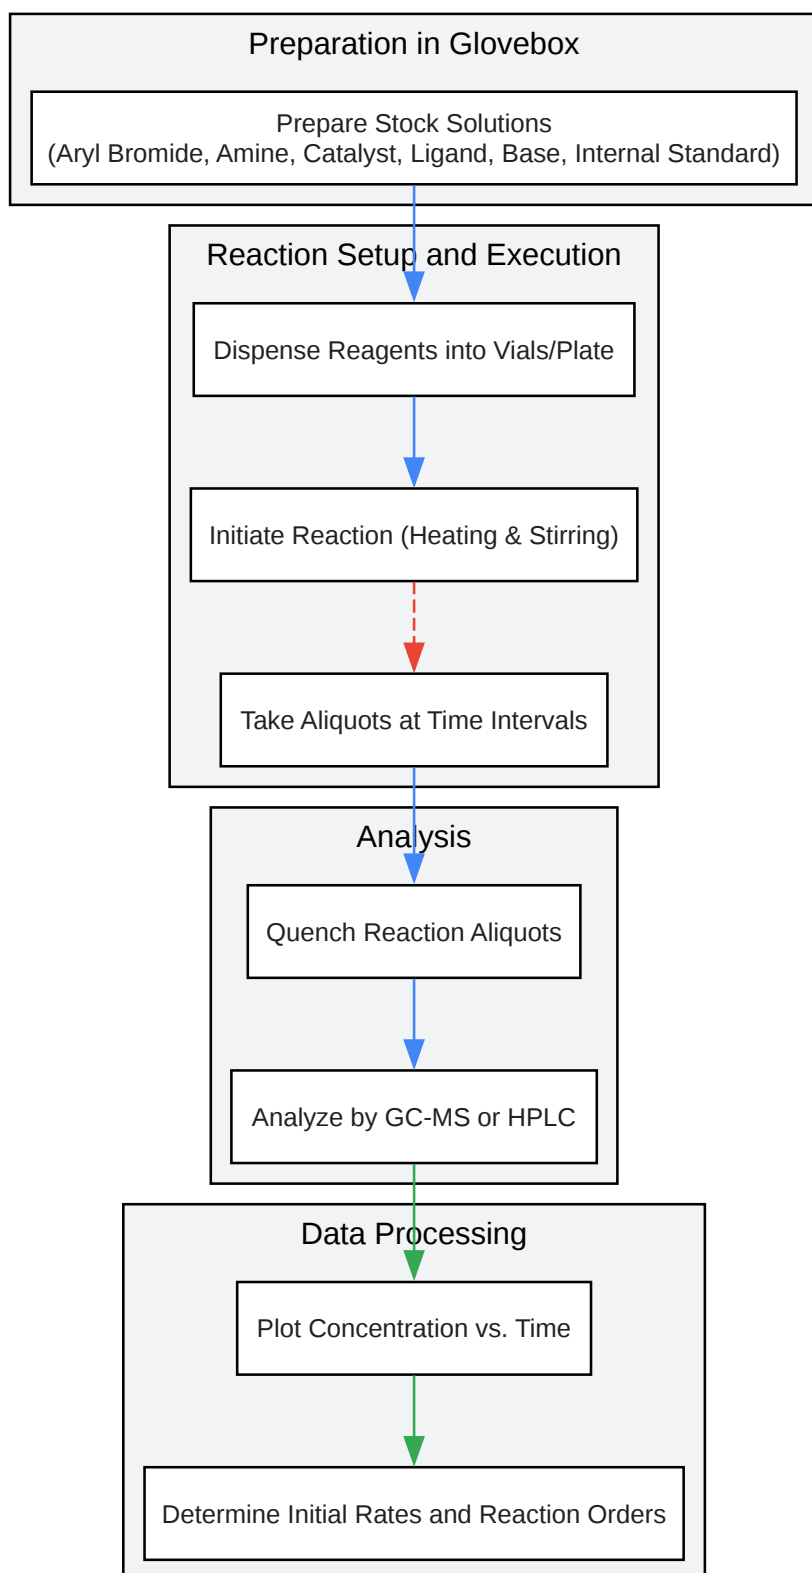 Preparation in Glovebox
Prepare Stock Solutions
(Aryl Bromide, Amine, Catalyst, Ligand, Base, Internal Standard)
Reaction Setup and Execution
Dispense Reagents into Vials/Plate
Initiate Reaction (Heating & Stirring)
Take Aliquots at Time Intervals
Analysis
Quench Reaction Aliquots
Analyze by GC-MS or HPLC
Data Processing
Plot Concentration vs. Time
Determine Initial Rates and Reaction Orders